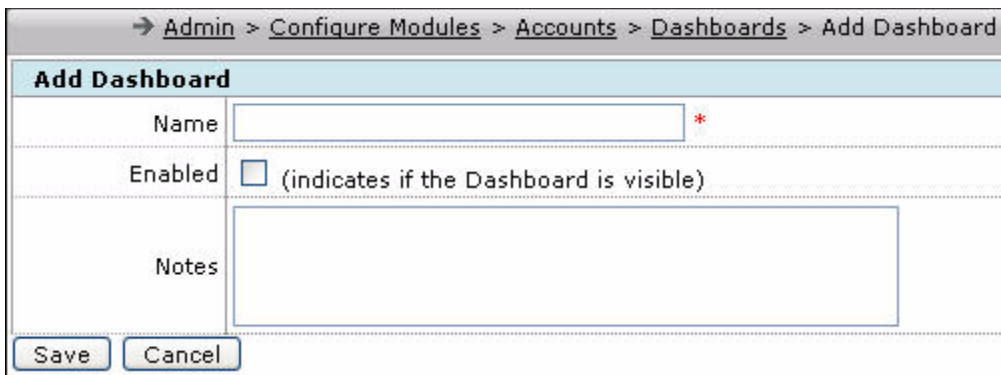 → Admin > Configure Modules > Accounts > Dashboards > Add Dashboard
Add Dashboard
Name *
Enabled (indicates if the Dashboard is visible)
Notes
Save Cancel